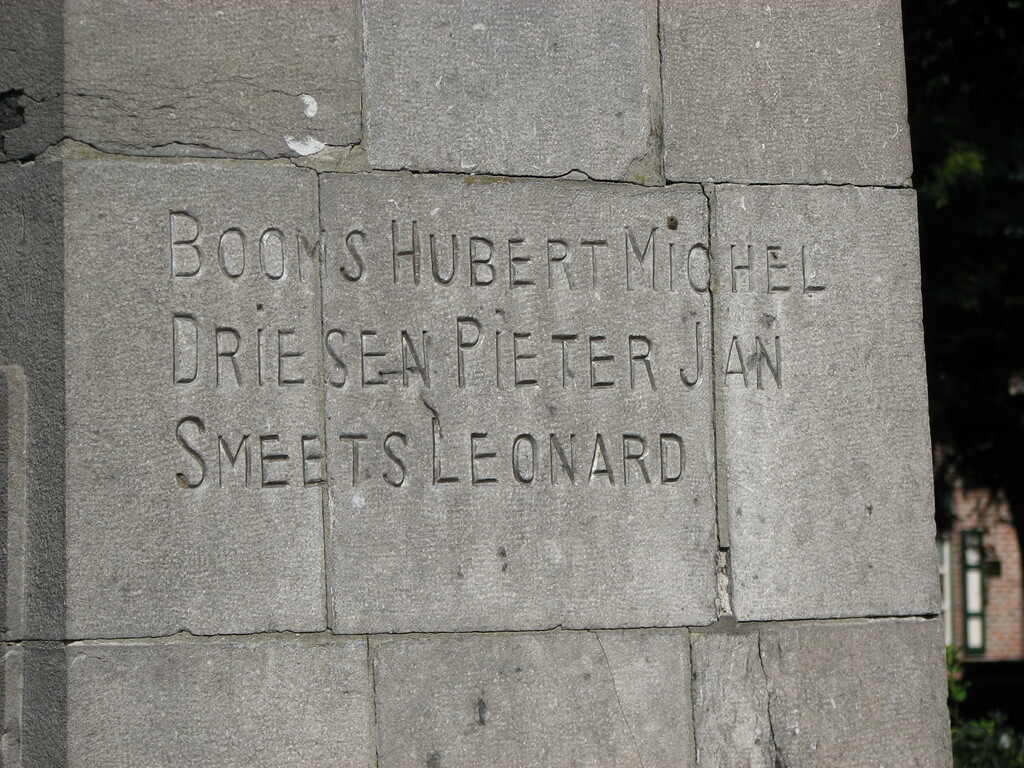 BOOMS HUBERT MICHEL
DRIESEN PIETER JAN
SMEETS LEONARD